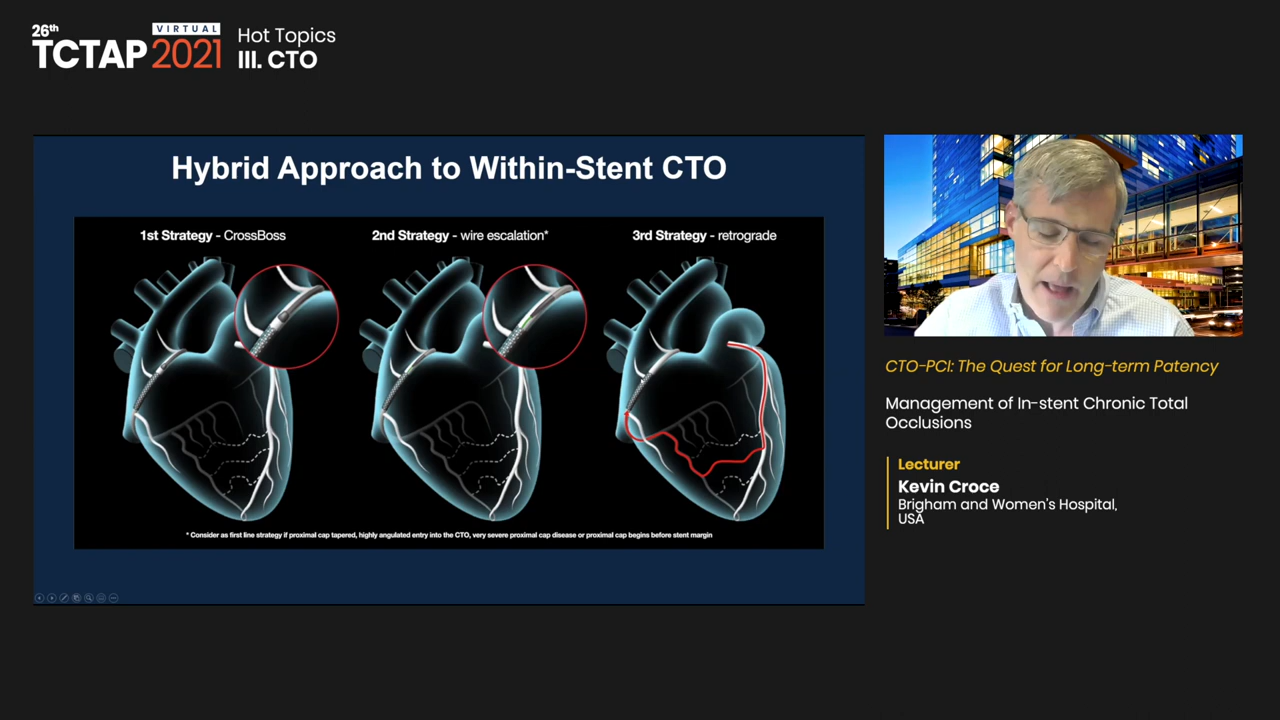 26th
VIRTUAL
TCTAP 2021
Hot Topics
III. CTO
Hybrid Approach to Within-Stent CTO
1st Strategy - CrossBoss
2nd Strategy - wire escalation*
3rd Strategy - retrograde
* Consider as first line strategy if proximal cap tapered, highly angulated entry into the CTO, very severe proximal cap disease or proximal cap begins before stent margin
CTO-PCI: The Quest for Long-term Patency
Management of In-stent Chronic Total
Occlusions
Lecturer
Kevin Croce
Brigham and Women's Hospital,
USA